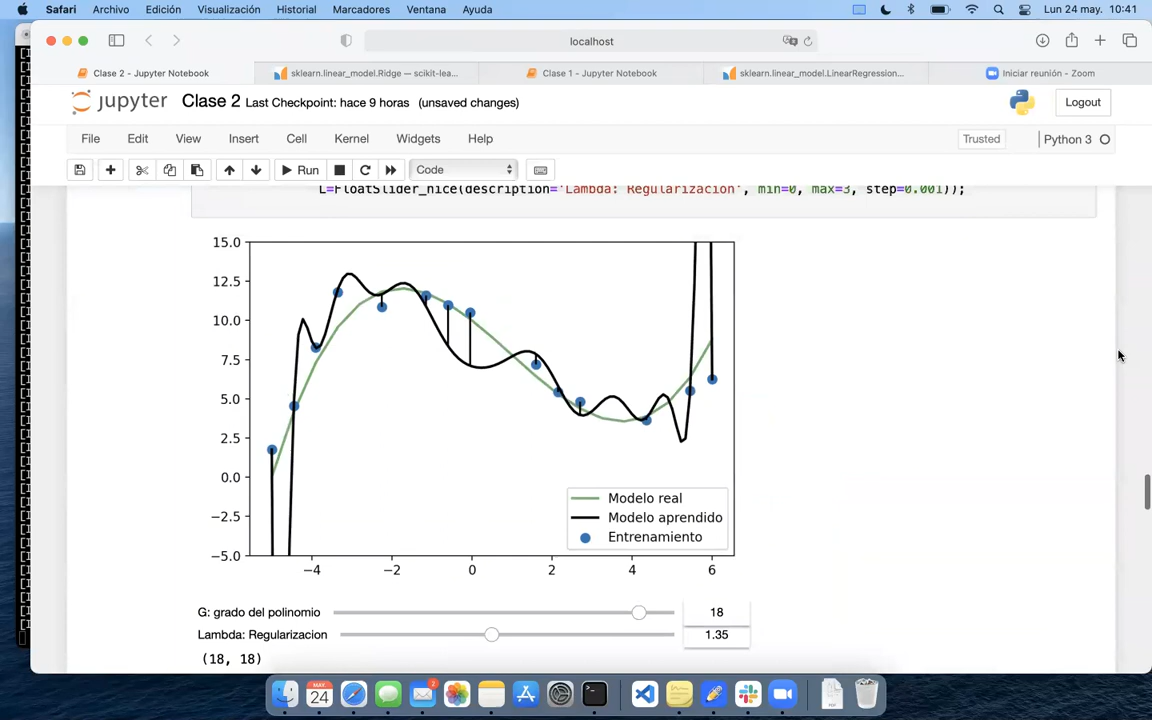 Safari Archivo Edición Visualización Historial Marcadores Ventana Ayuda Lun 24 may. 10:41
localhost
Clase 2 - Jupyter Notebook sklearn.linear_model.Ridge — scikit-lea... Clase 1 - Jupyter Notebook sklearn.linear_model.LinearRegression... Iniciar reunión - Zoom
jupyter Clase 2 Last Checkpoint: hace 9 horas (unsaved changes) Logout
File Edit View Insert Cell Kernel Widgets Help Trusted Python 3
Run Code
L=FloatSlider_nice(description='Lambda: Regularizacion', min=0, max=3, step=0.001));
15.0
12.5
10.0
7.5
5.0
2.5
0.0
−2.5
−5.0
Modelo real
Modelo aprendido
Entrenamiento
−4 −2 0 2 4 6
G: grado del polinomio 18
Lambda: Regularizacion 1.35
(18, 18)
MAY. 24 2